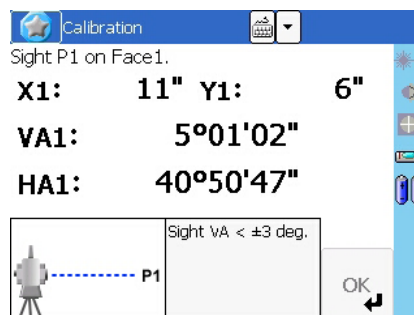 Calibration
Sight P1 on Face1.
X1: 11" Y1: 6"
VA1: 5°01'02"
HA1: 40°50'47"
Sight VA < ±3 deg.
P1
OK